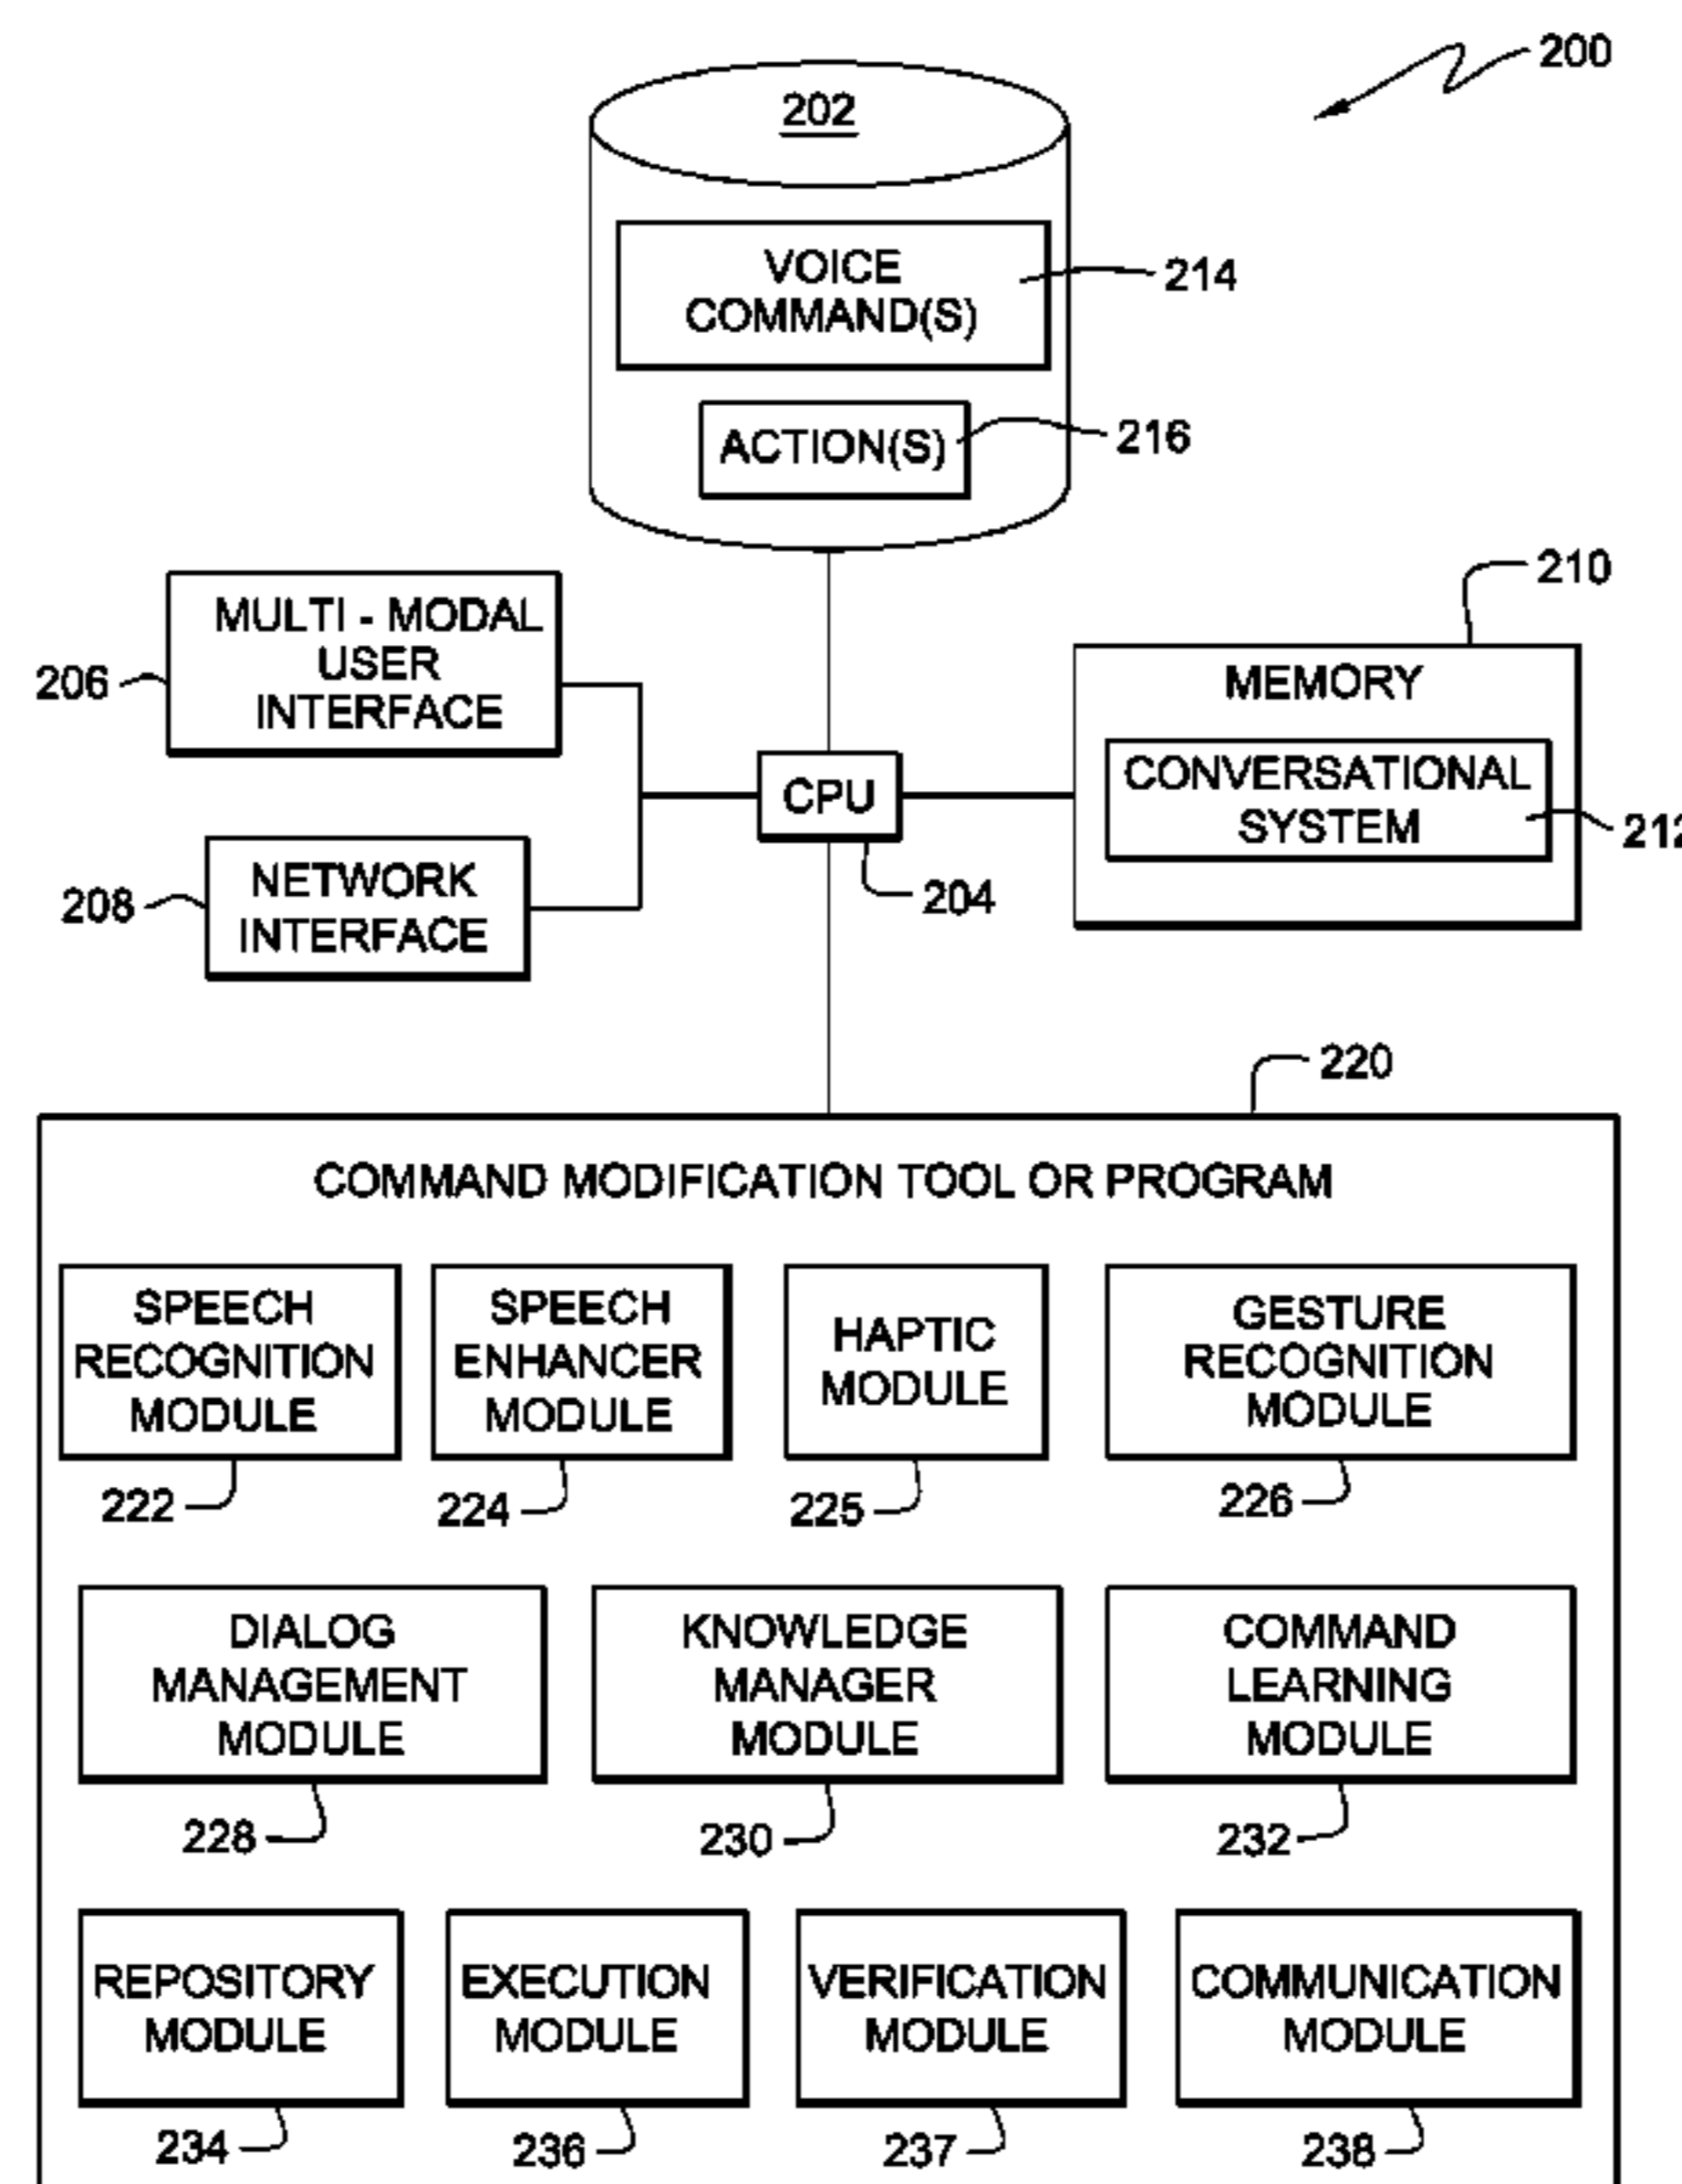 200
202
VOICE
COMMAND(S)
214
ACTION(S)
216
210
MULTI - MODAL
USER
INTERFACE
206
MEMORY
CONVERSATIONAL
SYSTEM
212
CPU
204
NETWORK
INTERFACE
208
220
COMMAND MODIFICATION TOOL OR PROGRAM
SPEECH
RECOGNITION
MODULE
222
SPEECH
ENHANCER
MODULE
224
HAPTIC
MODULE
225
GESTURE
RECOGNITION
MODULE
226
DIALOG
MANAGEMENT
MODULE
228
KNOWLEDGE
MANAGER
MODULE
230
COMMAND
LEARNING
MODULE
232
REPOSITORY
MODULE
234
EXECUTION
MODULE
236
VERIFICATION
MODULE
237
COMMUNICATION
MODULE
238